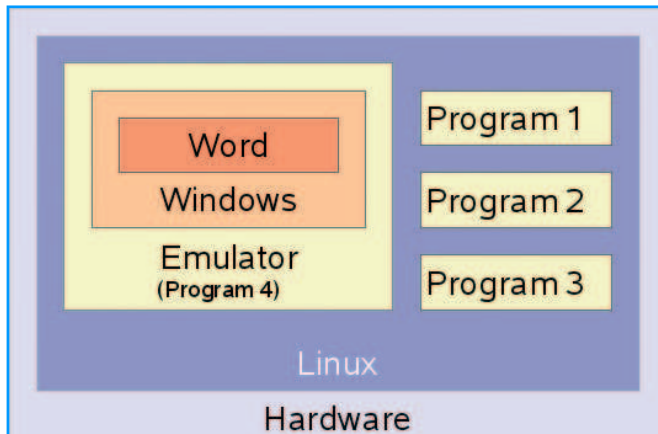 Word
Windows
Emulator
(Program 4)
Program 1
Program 2
Program 3
Linux
Hardware